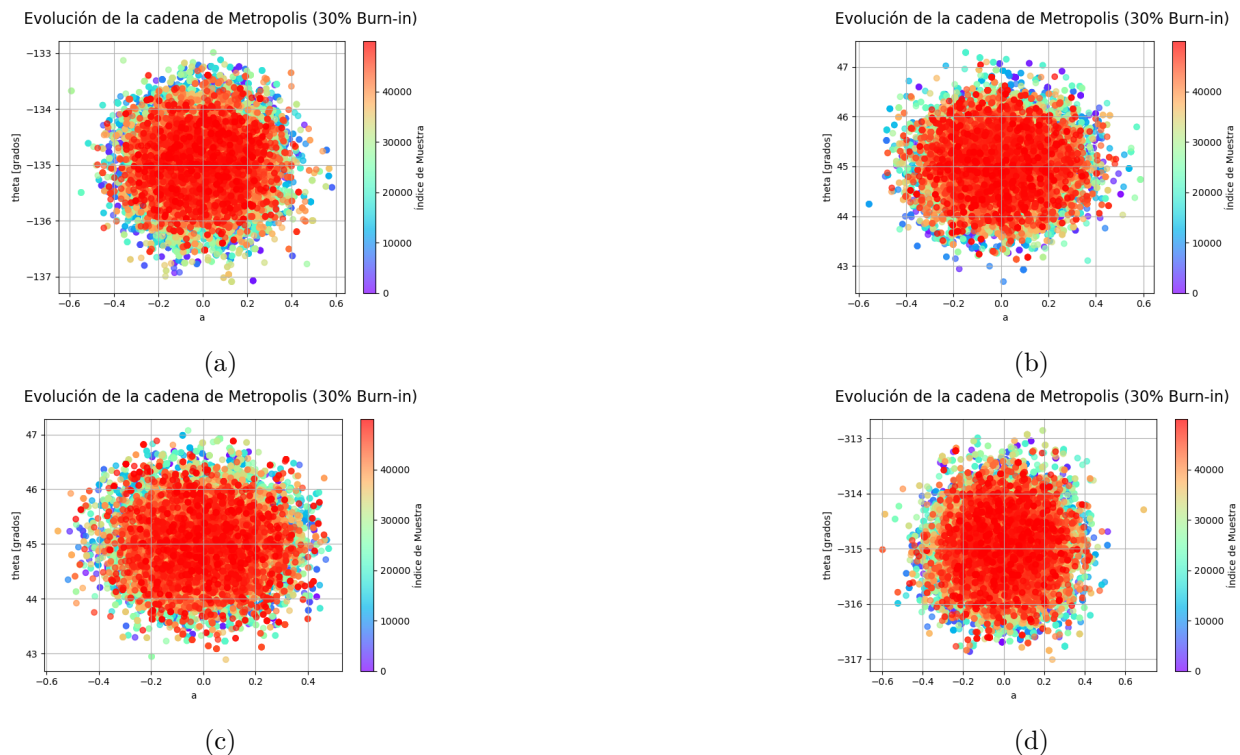 Evolución de la cadena de Metropolis (30% Burn-in)
−133
−134
−135
−136
−137
theta [grados]
−0.6 −0.4 −0.2 0.0 0.2 0.4 0.6
a
40000
30000
20000
10000
0
Índice de Muestra
(a)
Evolución de la cadena de Metropolis (30% Burn-in)
47
46
45
44
43
theta [grados]
−0.6 −0.4 −0.2 0.0 0.2 0.4 0.6
a
40000
30000
20000
10000
0
Índice de Muestra
(b)
Evolución de la cadena de Metropolis (30% Burn-in)
47
46
45
44
43
theta [grados]
−0.6 −0.4 −0.2 0.0 0.2 0.4
a
40000
30000
20000
10000
0
Índice de Muestra
(c)
Evolución de la cadena de Metropolis (30% Burn-in)
−313
−314
−315
−316
−317
theta [grados]
−0.6 −0.4 −0.2 0.0 0.2 0.4 0.6
a
40000
30000
20000
10000
0
Índice de Muestra
(d)